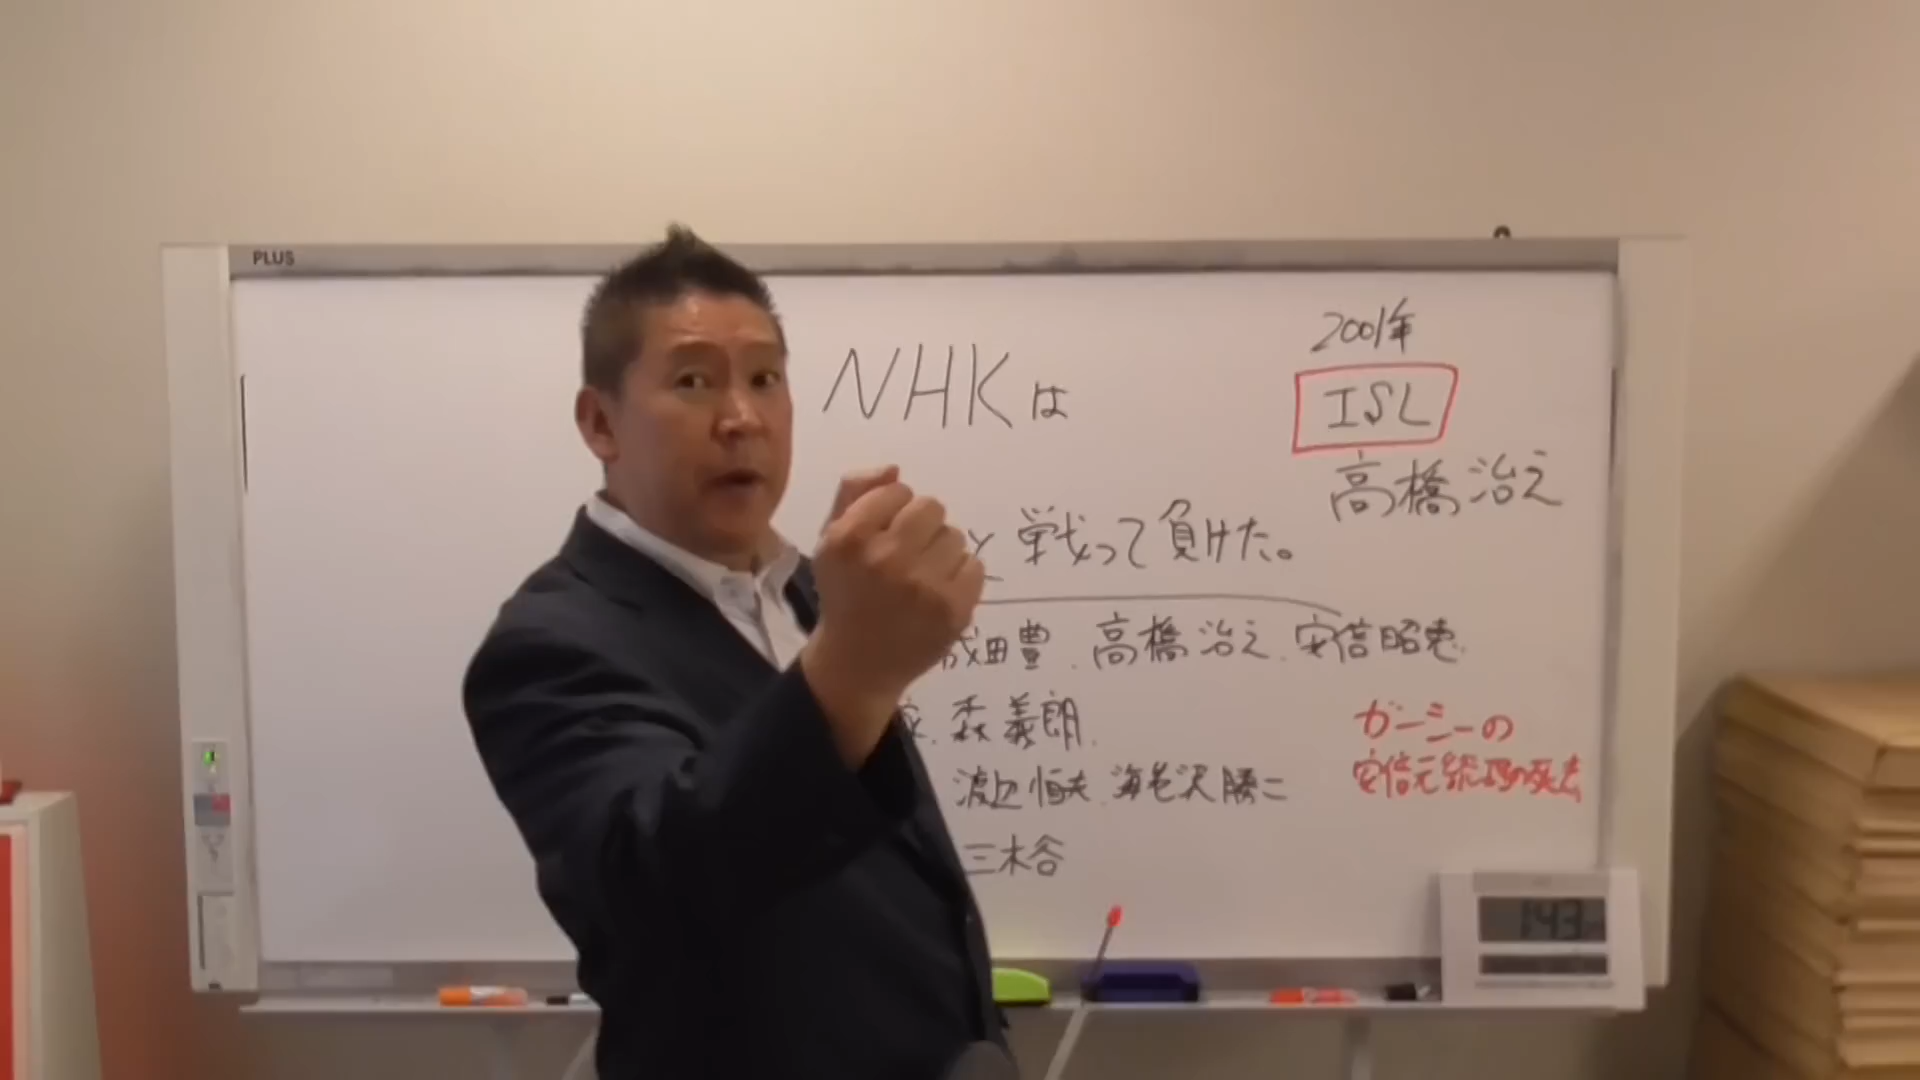 PLUS
2001年
NHKは
ISL
高橋治之
と戦って負けた。
成田豊、高橋治之、安倍昭恵、
家、森義朗、
渡辺恒夫、海老沢勝二
三木谷
ガーシーの
安倍元総理の死去
143